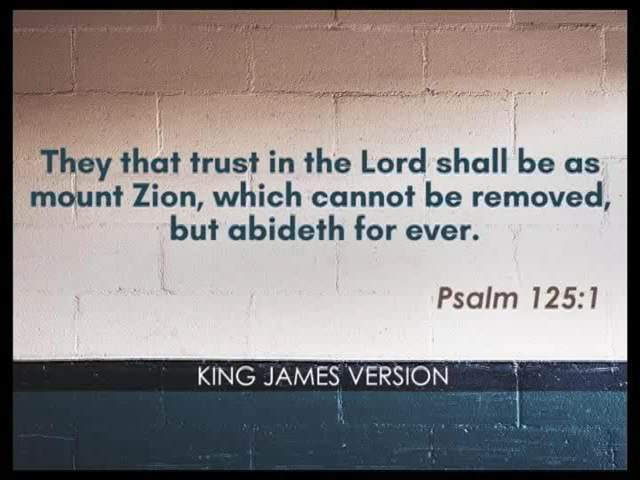 They that trust in the Lord shall be as
mount Zion, which cannot be removed,
but abideth for ever.
Psalm 125:1
KING JAMES VERSION